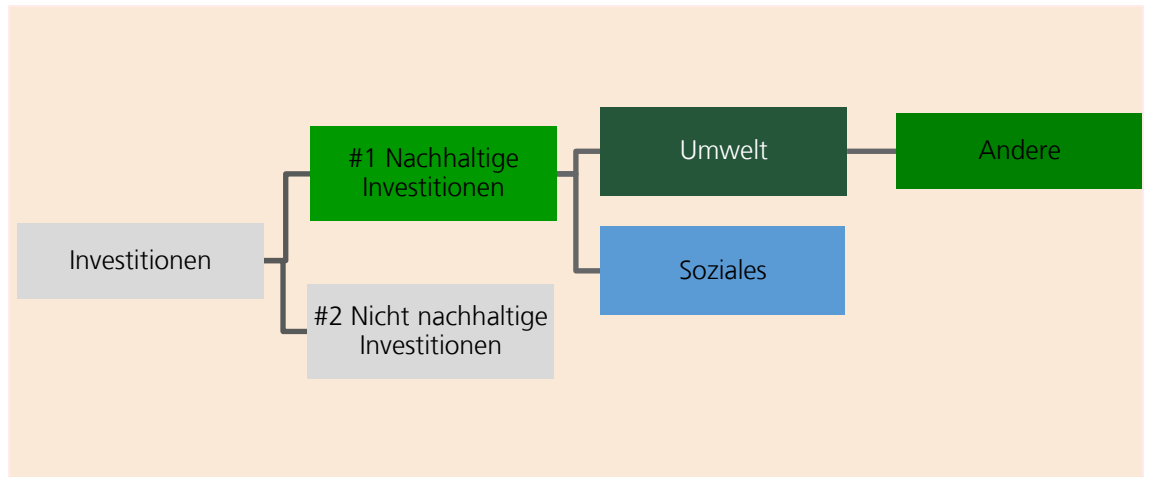 Investitionen
#1 Nachhaltige
Investitionen
#2 Nicht nachhaltige
Investitionen
Umwelt
Soziales
Andere